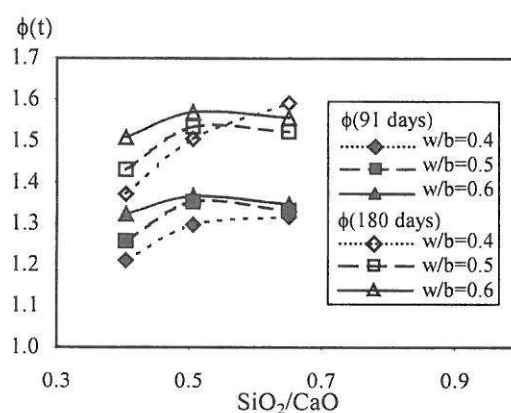 ϕ(t)
1.7
1.6
1.5
1.4
1.3
1.2
1.1
1.0
0.3
0.5
0.7
0.9
SiO₂/CaO
ϕ(91 days)
w/b=0.4
w/b=0.5
w/b=0.6
ϕ(180 days)
w/b=0.4
w/b=0.5
w/b=0.6